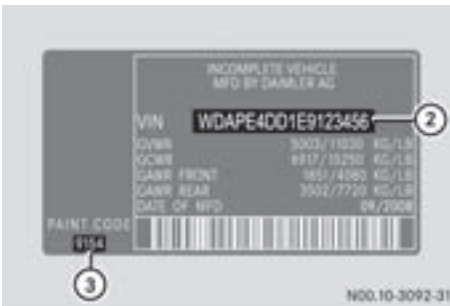 INCOMPLETE VEHICLE
MFD BY DAIMLER AG
VIN WDAPE4DD1E9123456
2
GVWR 5003/11030 KG/LB
GCWR 6917/15250 KG/LB
GAWR FRONT 1851/4080 KG/LB
GAWR REAR 3502/7720 KG/LB
DATE OF MFD 09/2008
PAINT CODE
9154
3
N00.10-3092-31